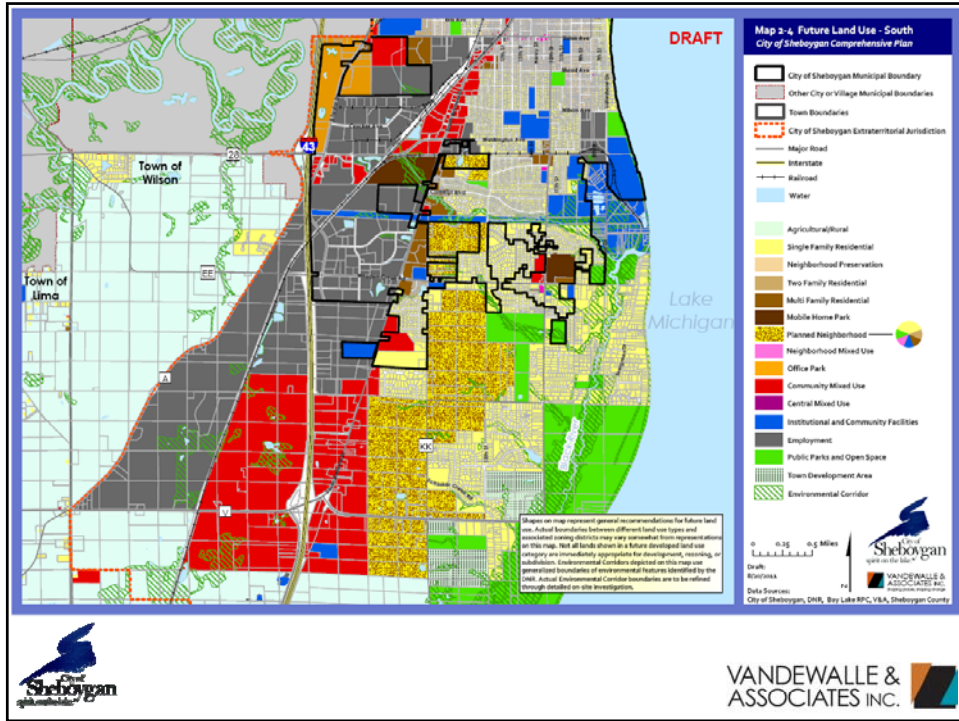 DRAFT
Map 2-4 Future Land Use - South
City of Sheboygan Comprehensive Plan
City of Sheboygan Municipal Boundary
Other City or Village Municipal Boundaries
Town Boundaries
City of Sheboygan Extraterritorial Jurisdiction
Major Road
Interstate
Railroad
Water
Agricultural/Rural
Single Family Residential
Neighborhood Preservation
Two Family Residential
Multi Family Residential
Mobile Home Park
Planned Neighborhood
Neighborhood Mixed Use
Office Park
Community Mixed Use
Central Mixed Use
Institutional and Community Facilities
Employment
Public Parks and Open Space
Town Development Area
Environmental Corridor
0 0.25 0.5 Miles
Draft:
Data Sources:
City of Sheboygan, DNR, Bay Lake RPC, V&A, Sheboygan County
City of
Sheboygan
spirit on the lake
VANDEWALLE &
ASSOCIATES INC.
43
28
Town of
Wilson
EE
Town of
Lima
A
KK
V
Lake
Michigan
Wilson Ave
Shapes on map represent general recommendations for future land
use. Actual boundaries between different land use types and
associated zoning districts may vary somewhat from representations
on this map. Not all lands shown in a future developed land use
category are immediately appropriate for development, rezoning, or
subdivision. Environmental Corridors depicted on this map use
generalized boundaries of environmental features identified by the
DNR. Actual Environmental Corridor boundaries are to be refined
through detailed on-site investigation.
City of
Sheboygan
spirit on the lake
VANDEWALLE &
ASSOCIATES INC.